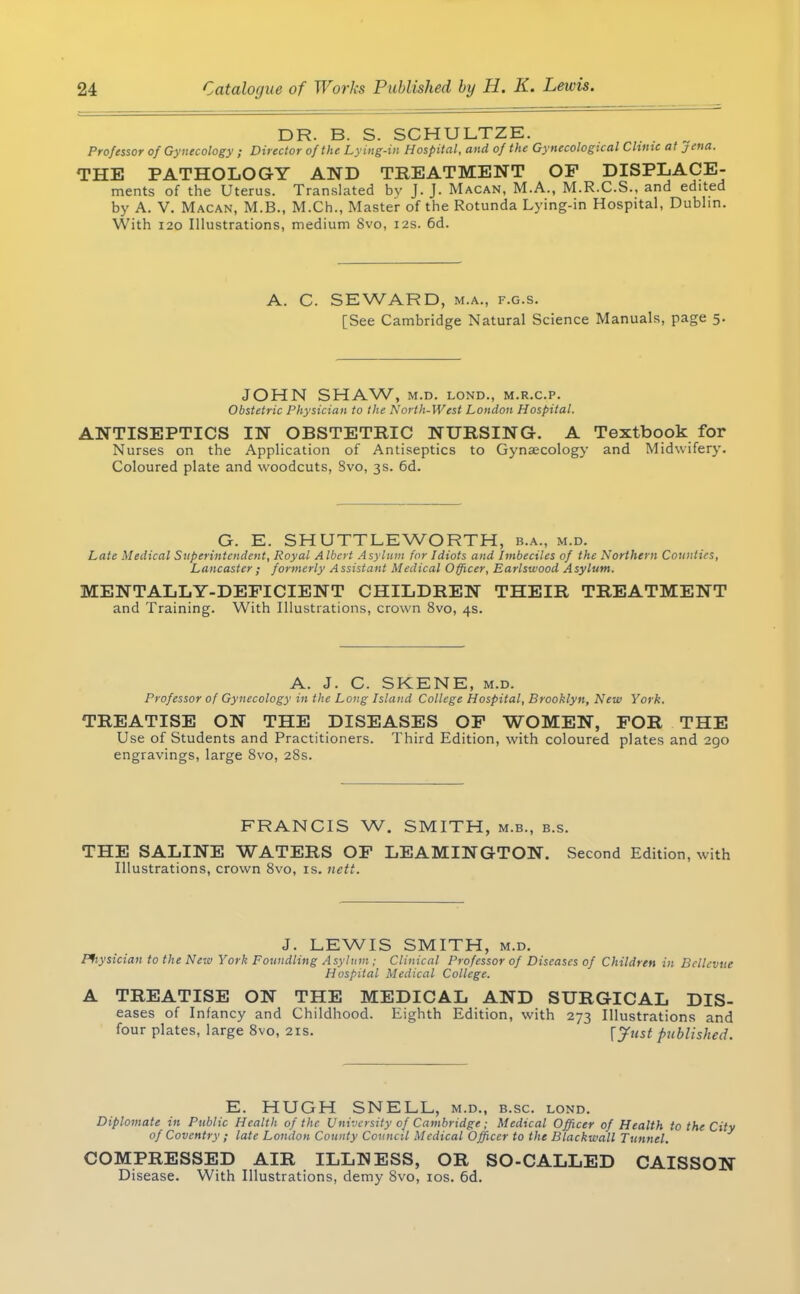 24 Catalogue of Works Published by H. K. Lewis.
DR. B. S. SCHULTZE.
Professor of Gynecology ; Director of the Lying-in Hospital, and of the Gynecological Clinic at Jena.
THE PATHOLOGY AND TREATMENT OF DISPLACE-
ments of the Uterus. Translated by J. J. MACAN, M.A., M.R.C.S., and edited
by A. V. MACAN, M.B., M.Ch., Master of the Rotunda Lying-in Hospital, Dublin.
With 120 Illustrations, medium 8vo, 12s. 6d.
A. C. SEWARD, M.A., F.G.S.
[See Cambridge Natural Science Manuals, page 5.
JOHN SHAW, M.D. LOND., M.R.C.P.
Obstetric Physician to the North-West London Hospital.
ANTISEPTICS IN OBSTETRIC NURSING. A Textbook for
Nurses on the Application of Antiseptics to Gynæcology and Midwifery.
Coloured plate and woodcuts, 8vo, 3s. 6d.
G. E. SHUTTLEWORTH, B.A., M.D.
Late Medical Superintendent, Royal Albert Asylum for Idiots and Imbeciles of the Northern Counties,
Lancaster ; formerly Assistant Medical Officer, Earlswood Asylum.
MENTALLY-DEFICIENT CHILDREN THEIR TREATMENT
and Training. With Illustrations, crown 8vo, 4s.
A. J. C. SKENE, M.D.
Professor of Gynecology in the Long Island College Hospital, Brooklyn, New York.
TREATISE ON THE DISEASES OF WOMEN, FOR THE
Use of Students and Practitioners. Third Edition, with coloured plates and 290
engravings, large 8vo, 28s.
FRANCIS W. SMITH, M.B., B.S.
THE SALINE WATERS OF LEAMINGTON. Second Edition, with
Illustrations, crown 8vo, 1s. nett.
J. LEWIS SMITH, M.D.
Physician to the New York Foundling Asylum ; Clinical Professor of Diseases of Children in Bellevue
Hospital Medical College.
A TREATISE ON THE MEDICAL AND SURGICAL DIS-
eases of Infancy and Childhood. Eighth Edition, with 273 Illustrations and
four plates, large 8vo, 21s. [Just published.
E. HUGH SNELL, M.D., B.SC. LOND.
Diplomate in Public Health of the University of Cambridge ; Medical Officer of Health to the City
of Coventry ; late London County Council Medical Officer to the Blackwall Tunnel.
COMPRESSED AIR ILLNESS, OR SO-CALLED CAISSON
Disease. With Illustrations, demy 8vo, 10s. 6d.